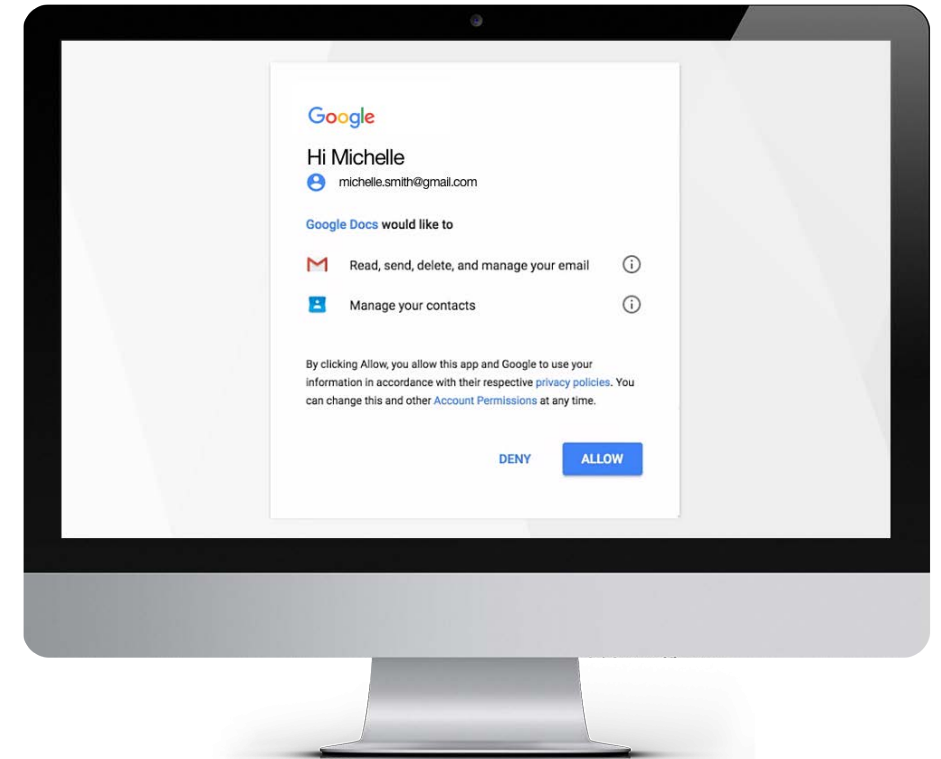 Google
Hi Michelle
michelle.smith@gmail.com
Google Docs would like to
Read, send, delete, and manage your email
Manage your contacts
By clicking Allow, you allow this app and Google to use your
information in accordance with their respective privacy policies. You
can change this and other Account Permissions at any time.
DENY ALLOW